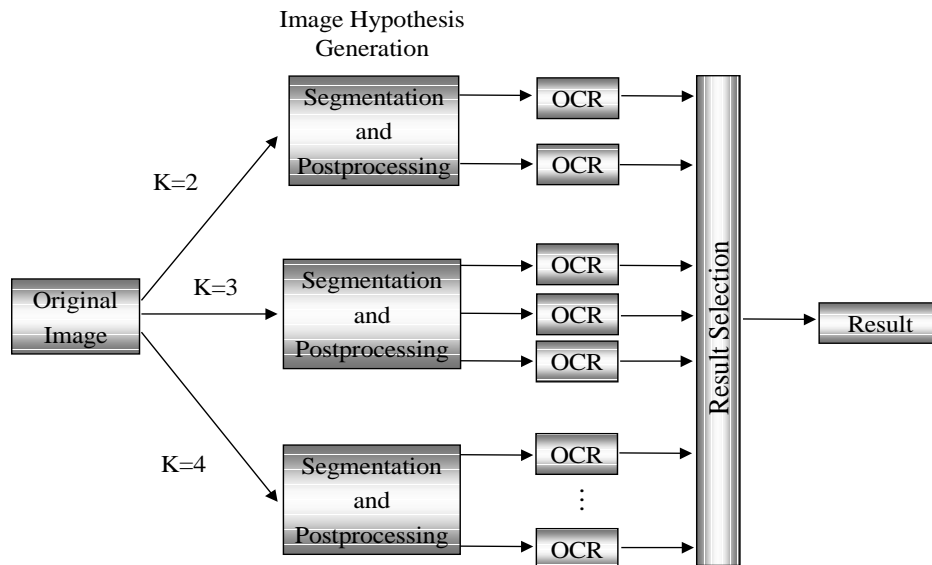 Image Hypothesis
Generation
Segmentation
and
Postprocessing
OCR
OCR
K=2
Original
Image
K=3
Segmentation
and
Postprocessing
OCR
OCR
OCR
Result Selection
Result
K=4
Segmentation
and
Postprocessing
OCR
...
OCR